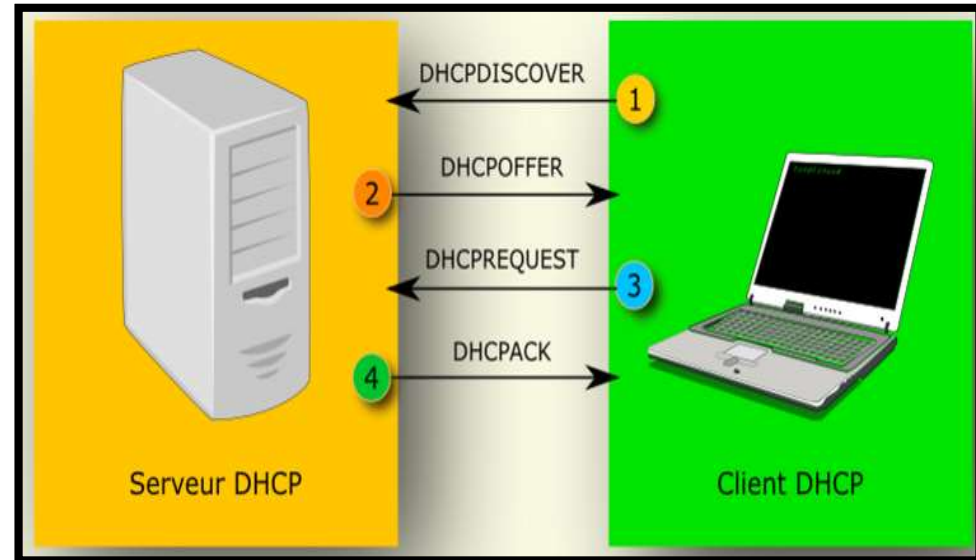 DHCPDISCOVER
1
DHCPOFFER
2
DHCPREQUEST
3
DHCPACK
4
Serveur DHCP
Client DHCP